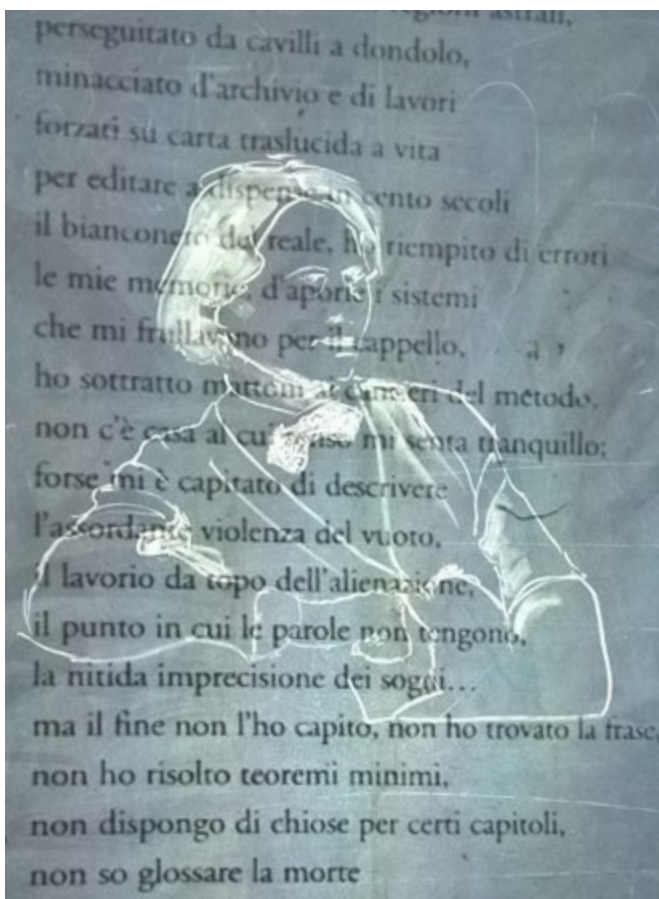 regioni astrali,
perseguitato da cavilli a dondolo,
minacciato d'archivio e di lavori
forzati su carta traslucida a vita
per editare a dispense in cento secoli
il bianconero del reale, ho riempito di errori
le mie memorie, d'aporie i sistemi
che mi frullavano per il cappello,
ho sottratto mattoni ai carceri del metodo,
non c'è casa al cui senso mi senta tranquillo;
forse mi è capitato di descrivere
l'assordante violenza del vuoto,
il lavorio da topo dell'alienazione,
il punto in cui le parole non tengono,
la nitida imprecisione dei sogni...
ma il fine non l'ho capito, non ho trovato la frase,
non ho risolto teoremi minimi,
non dispongo di chiose per certi capitoli,
non so glossare la morte